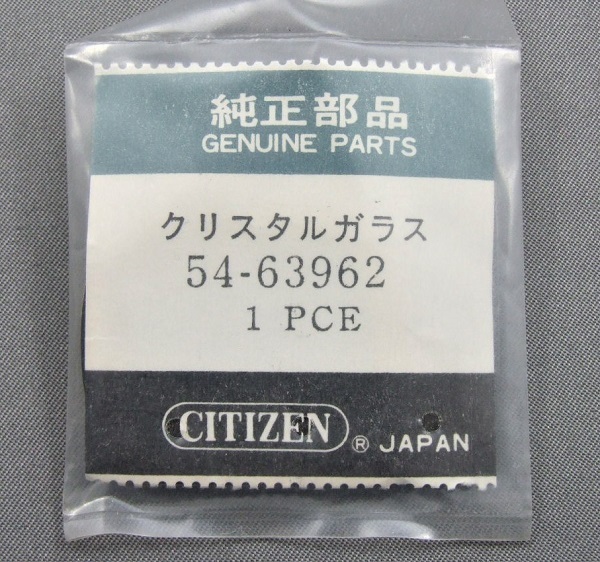 純正部品
GENUINE PARTS
クリスタルガラス
54-63962
1 PCE
CITIZEN ® JAPAN